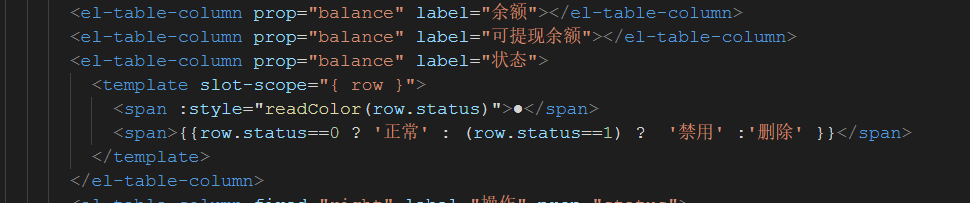 <el-table-column prop="balance" label="余额"></el-table-column>
<el-table-column prop="balance" label="可提现余额"></el-table-column>
<el-table-column prop="balance" label="状态">
<template slot-scope="{ row }">
<span :style="readColor(row.status)">●</span>
<span>{{row.status==0 ? '正常' : (row.status==1) ?  '禁用' :'删除' }}</span>
</template>
</el-table-column>
<el-table-column fixed="right" label="操作" prop="status">